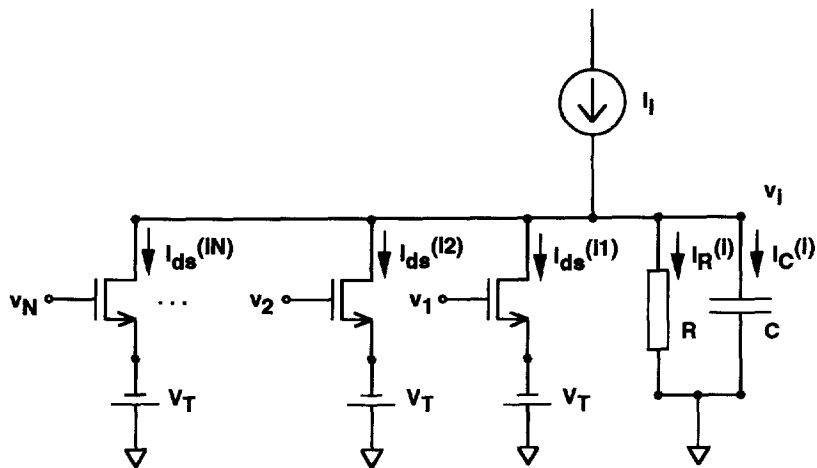 I_i
v_i
I_ds^(iN) I_ds^(i2) I_ds^(i1) I_R^(i) I_C^(i)
v_N ... v_2 v_1
R C
V_T V_T V_T